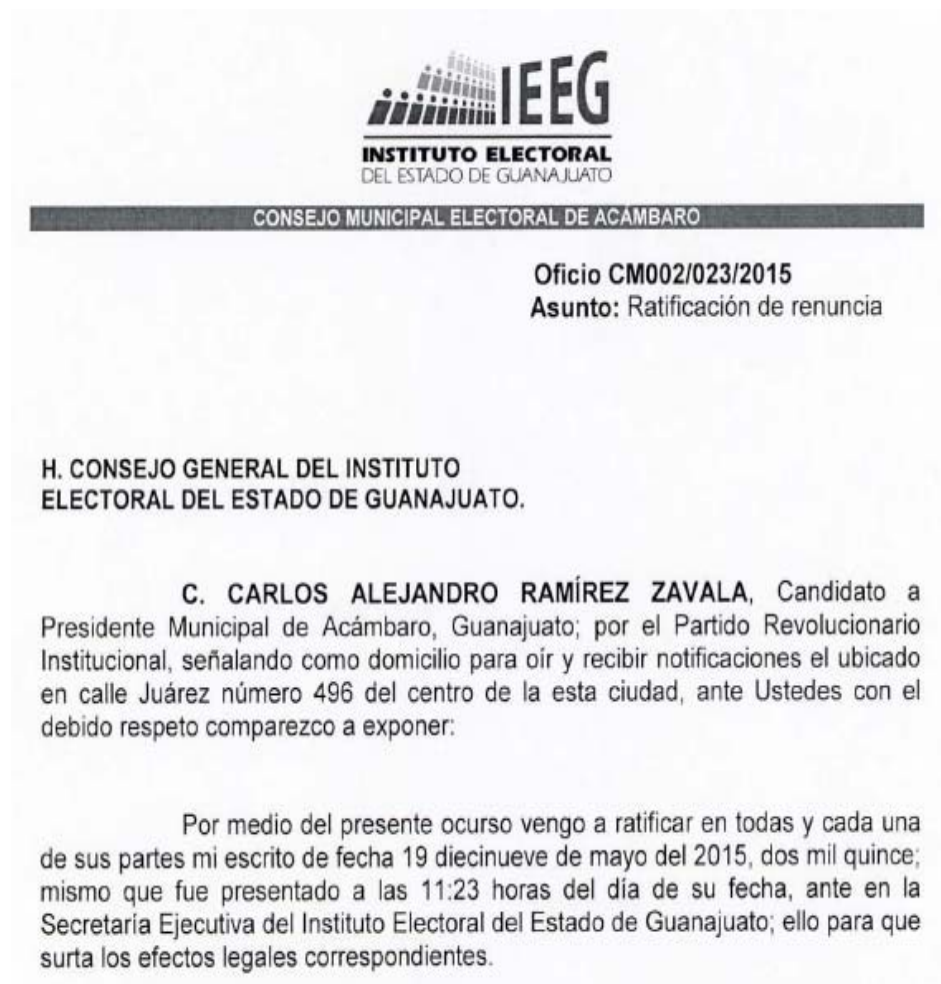 IEEG
INSTITUTO ELECTORAL
DEL ESTADO DE GUANAJUATO
CONSEJO MUNICIPAL ELECTORAL DE ACÁMBARO
Oficio CM002/023/2015
Asunto: Ratificación de renuncia
H. CONSEJO GENERAL DEL INSTITUTO
ELECTORAL DEL ESTADO DE GUANAJUATO.
C. CARLOS ALEJANDRO RAMÍREZ ZAVALA, Candidato a
Presidente Municipal de Acámbaro, Guanajuato; por el Partido Revolucionario
Institucional, señalando como domicilio para oír y recibir notificaciones el ubicado
en calle Juárez número 496 del centro de la esta ciudad, ante Ustedes con el
debido respeto comparezco a exponer:
Por medio del presente ocurso vengo a ratificar en todas y cada una
de sus partes mi escrito de fecha 19 diecinueve de mayo del 2015, dos mil quince;
mismo que fue presentado a las 11:23 horas del día de su fecha, ante en la
Secretaría Ejecutiva del Instituto Electoral del Estado de Guanajuato; ello para que
surta los efectos legales correspondientes.